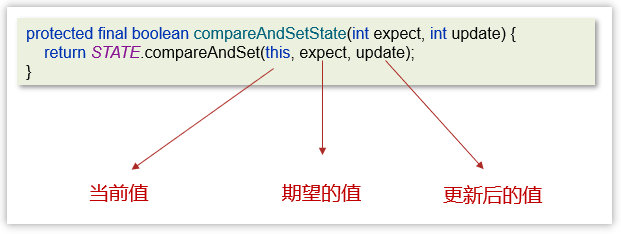 protected final boolean compareAndSetState(int expect, int update) {
return STATE.compareAndSet(this, expect, update);
}
当前值 期望的值 更新后的值